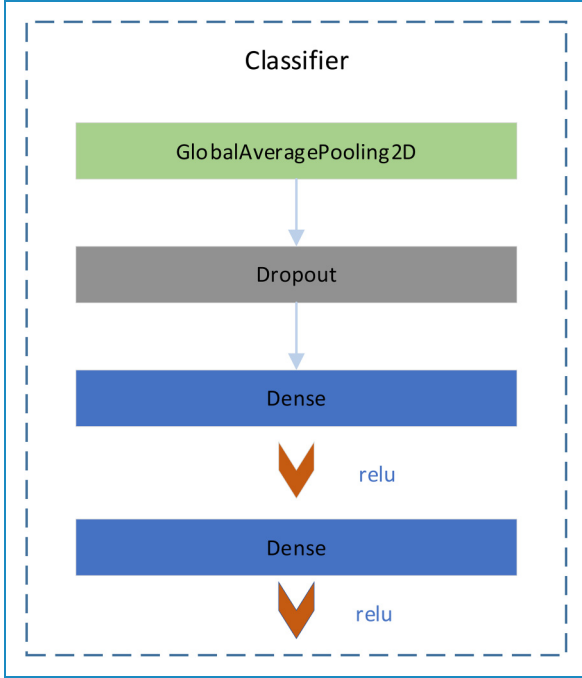 Classifier
GlobalAveragePooling2D
Dropout
Dense
relu
Dense
relu